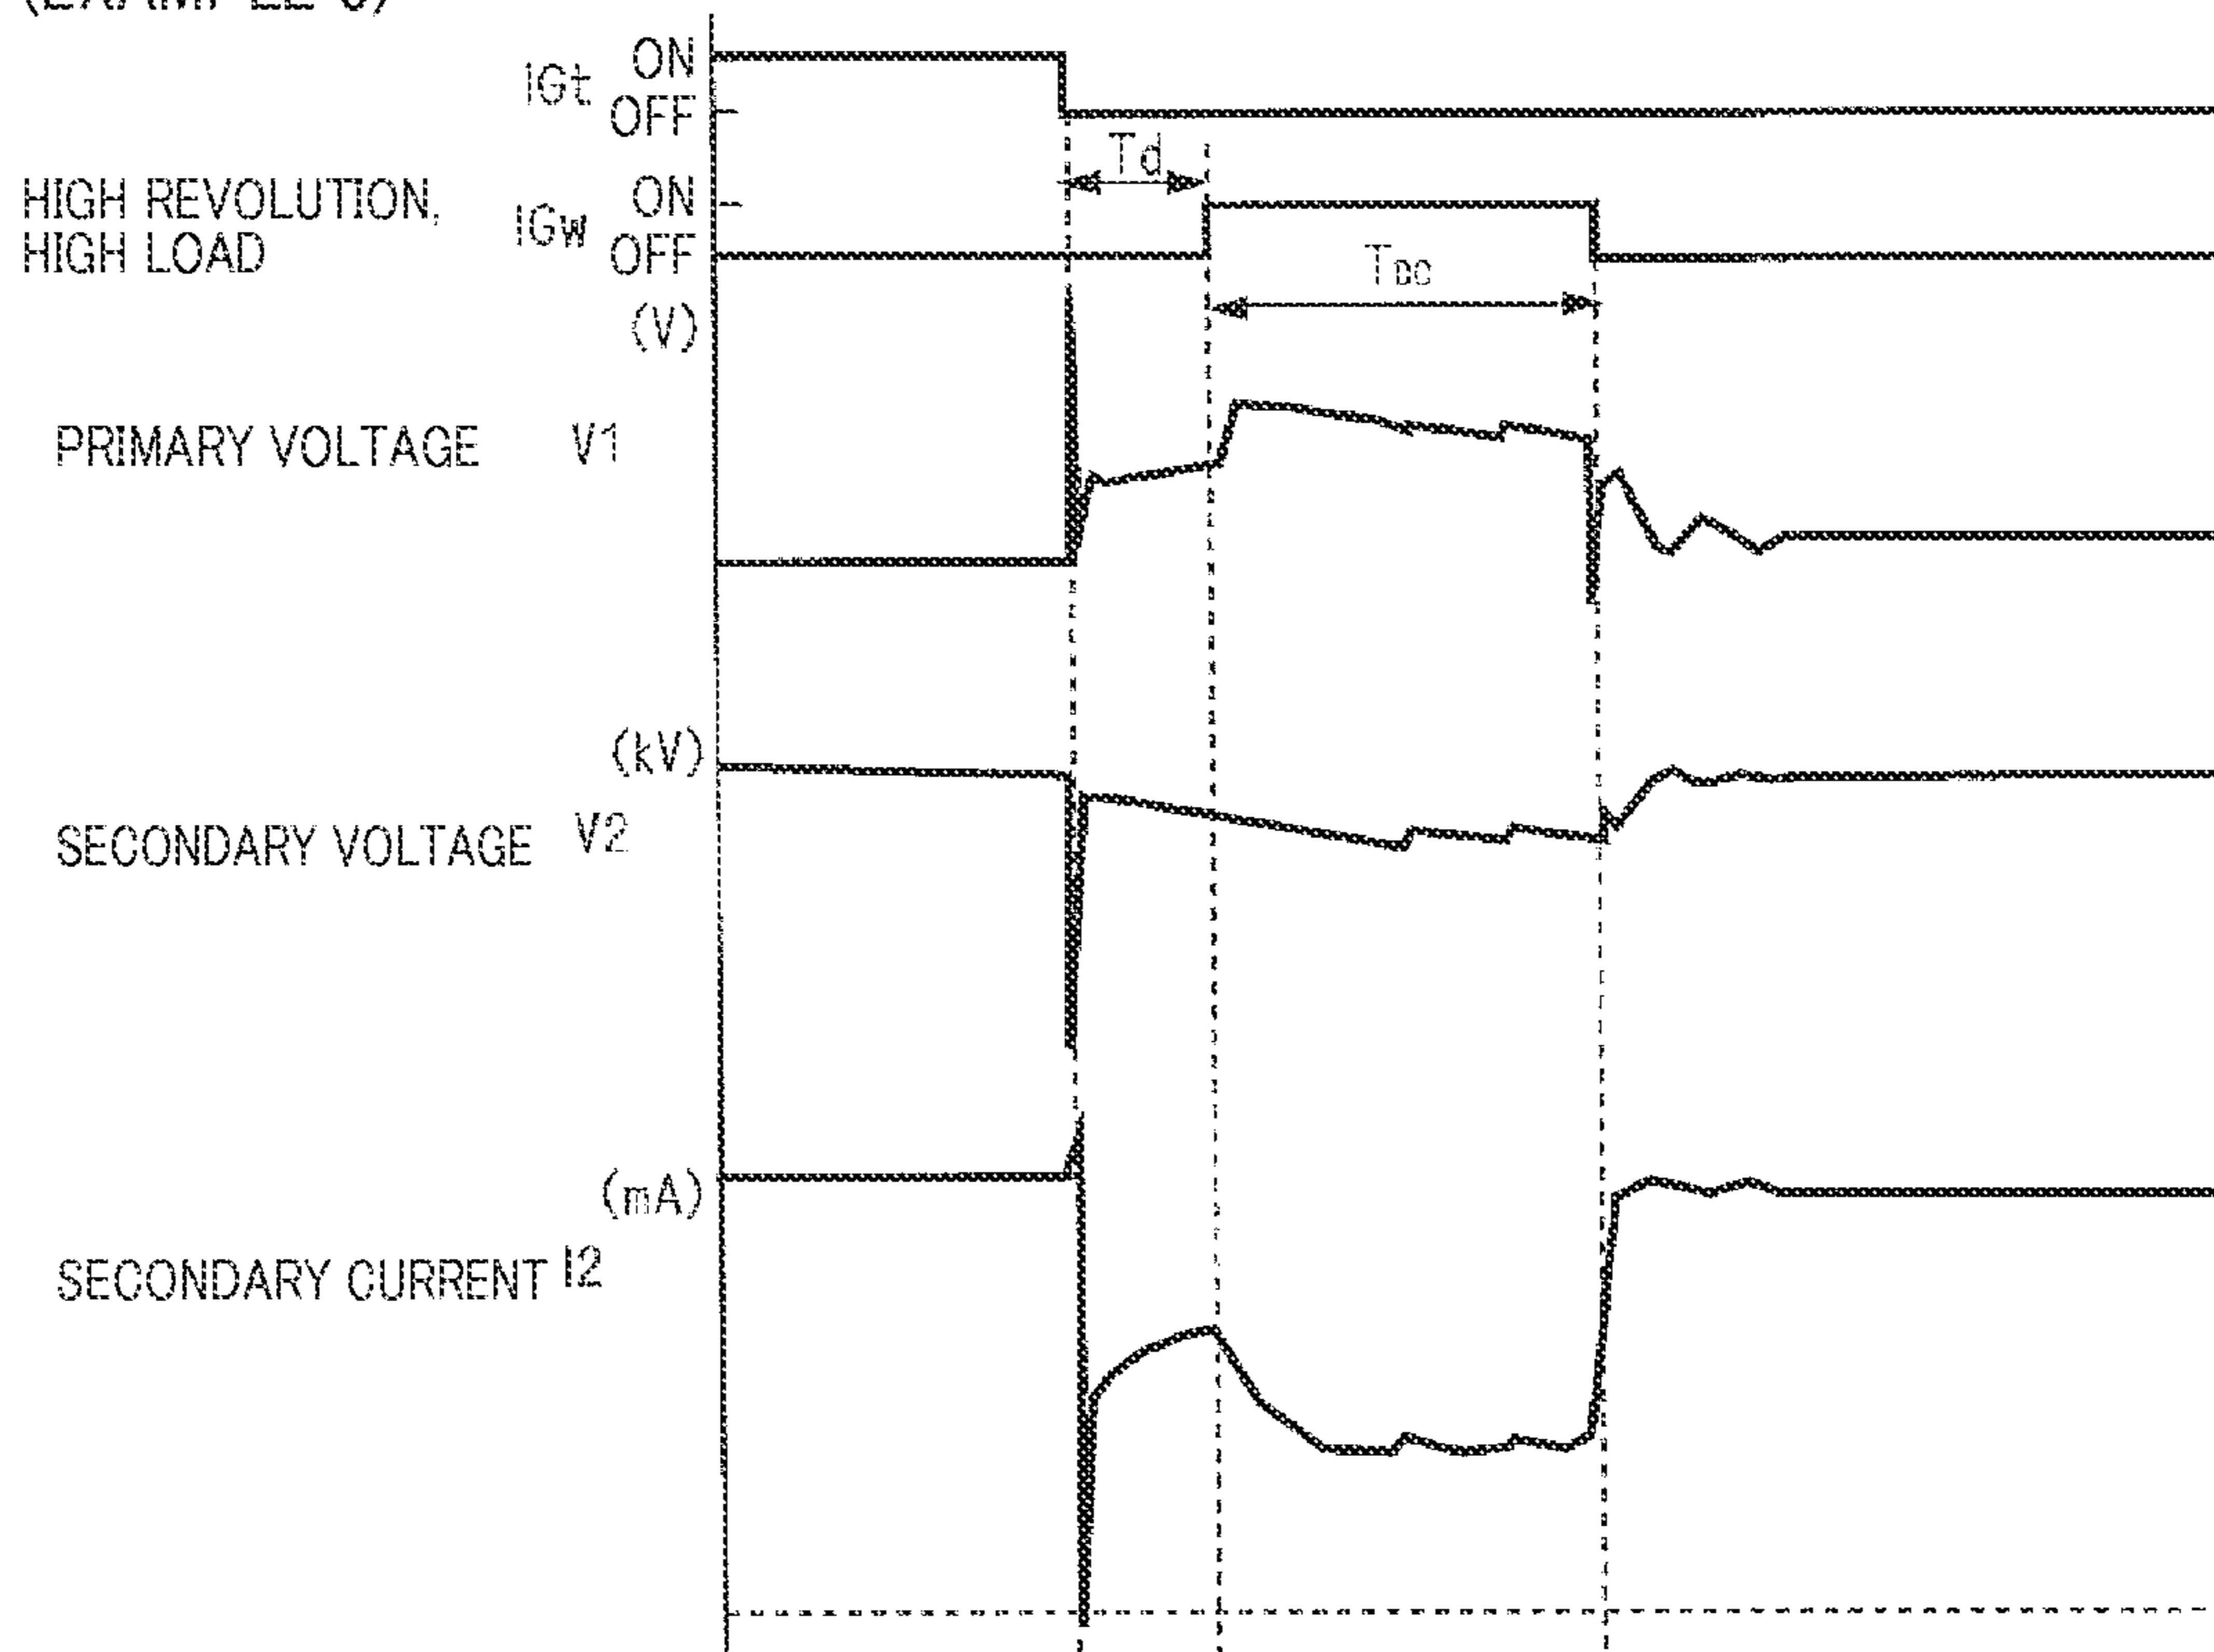 IGt ON
OFF
Td
HIGH REVOLUTION,
HIGH LOAD
IGw ON
OFF
TDC
(V)
PRIMARY VOLTAGE V1
(kV)
SECONDARY VOLTAGE V2
(mA)
SECONDARY CURRENT I2